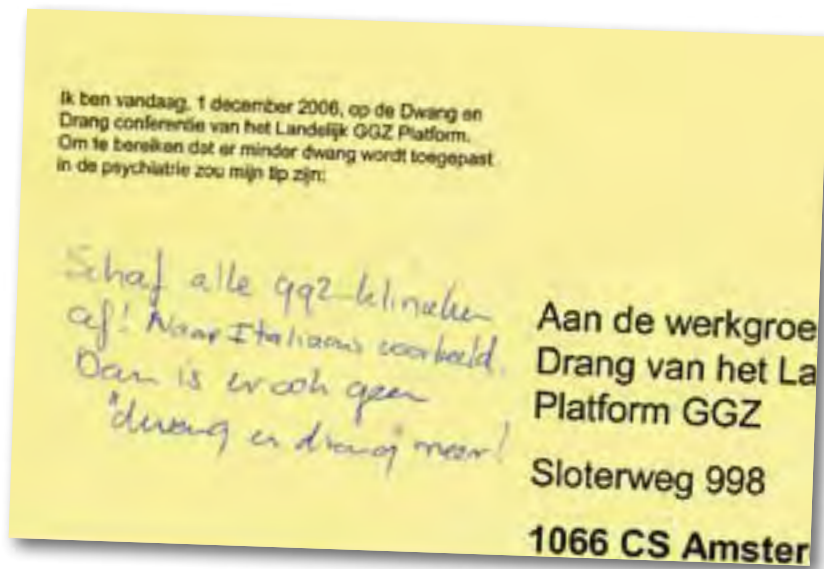 Ik ben vandaag, 1 december 2006, op de Dwang en
Drang conferentie van het Landelijk GGZ Platform.
Om te bereiken dat er minder dwang wordt toegepast
in de psychiatrie zou mijn tip zijn:
Schaf alle ggz-klinieken
af! Naar Italiaans voorbeeld.
Dan is er ook geen
"dwang en drang" meer!
Aan de werkgroe
Drang van het La
Platform GGZ
Sloterweg 998
1066 CS Amster